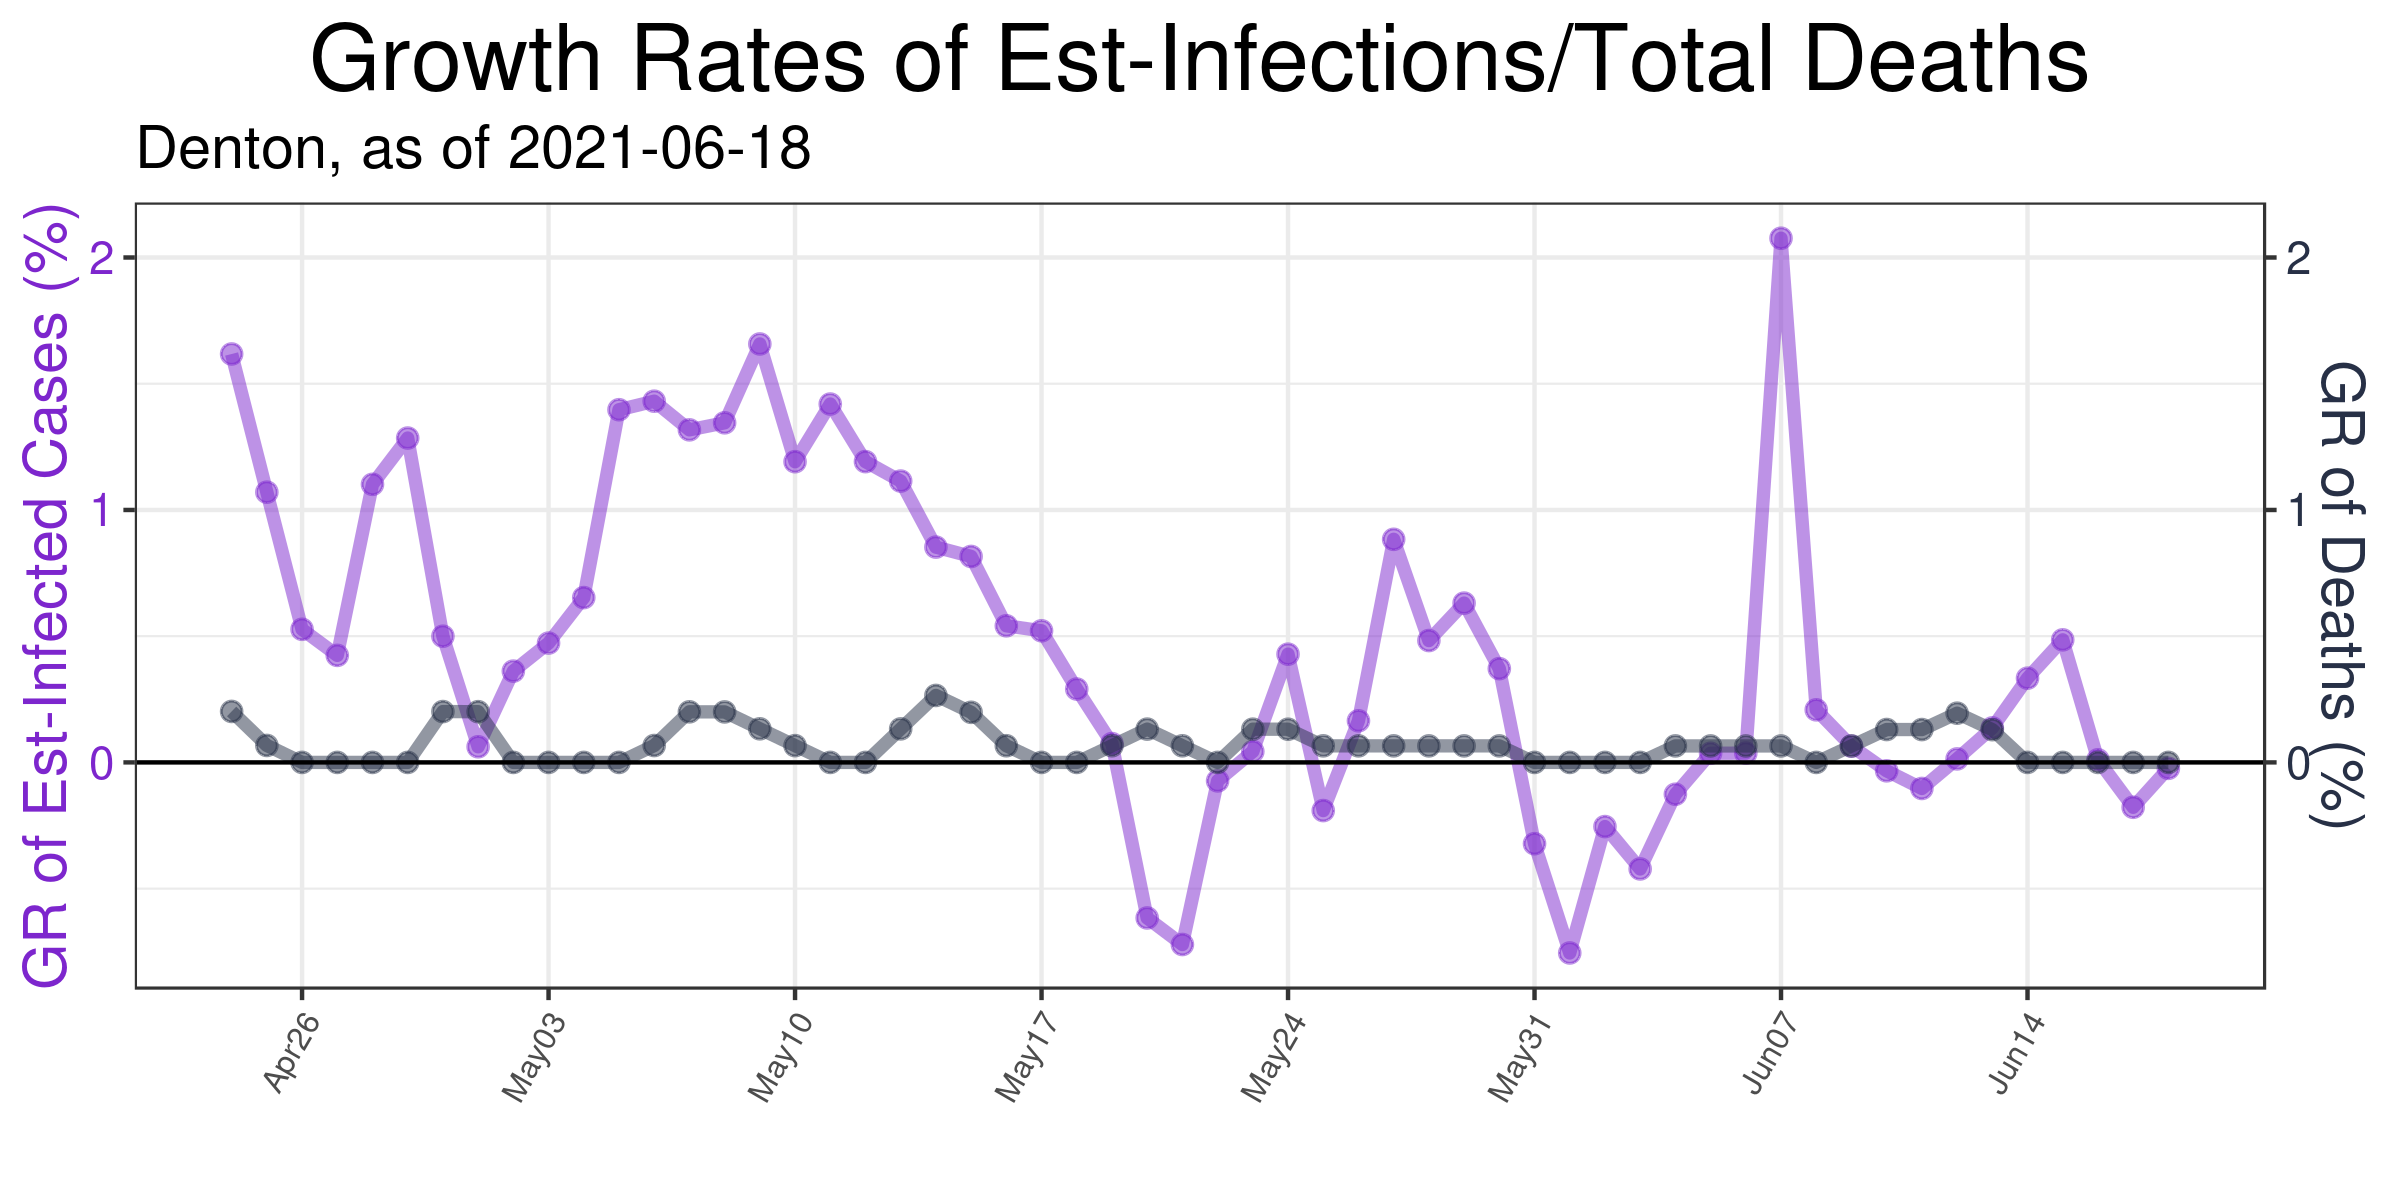 Growth Rates of Est-Infections/Total Deaths
Denton, as of 2021-06-18
GR of Est-Infected Cases (%)
2
1
0
2
1
0
GR of Deaths (%)
Apr26
May03
May10
May17
May24
May31
Jun07
Jun14